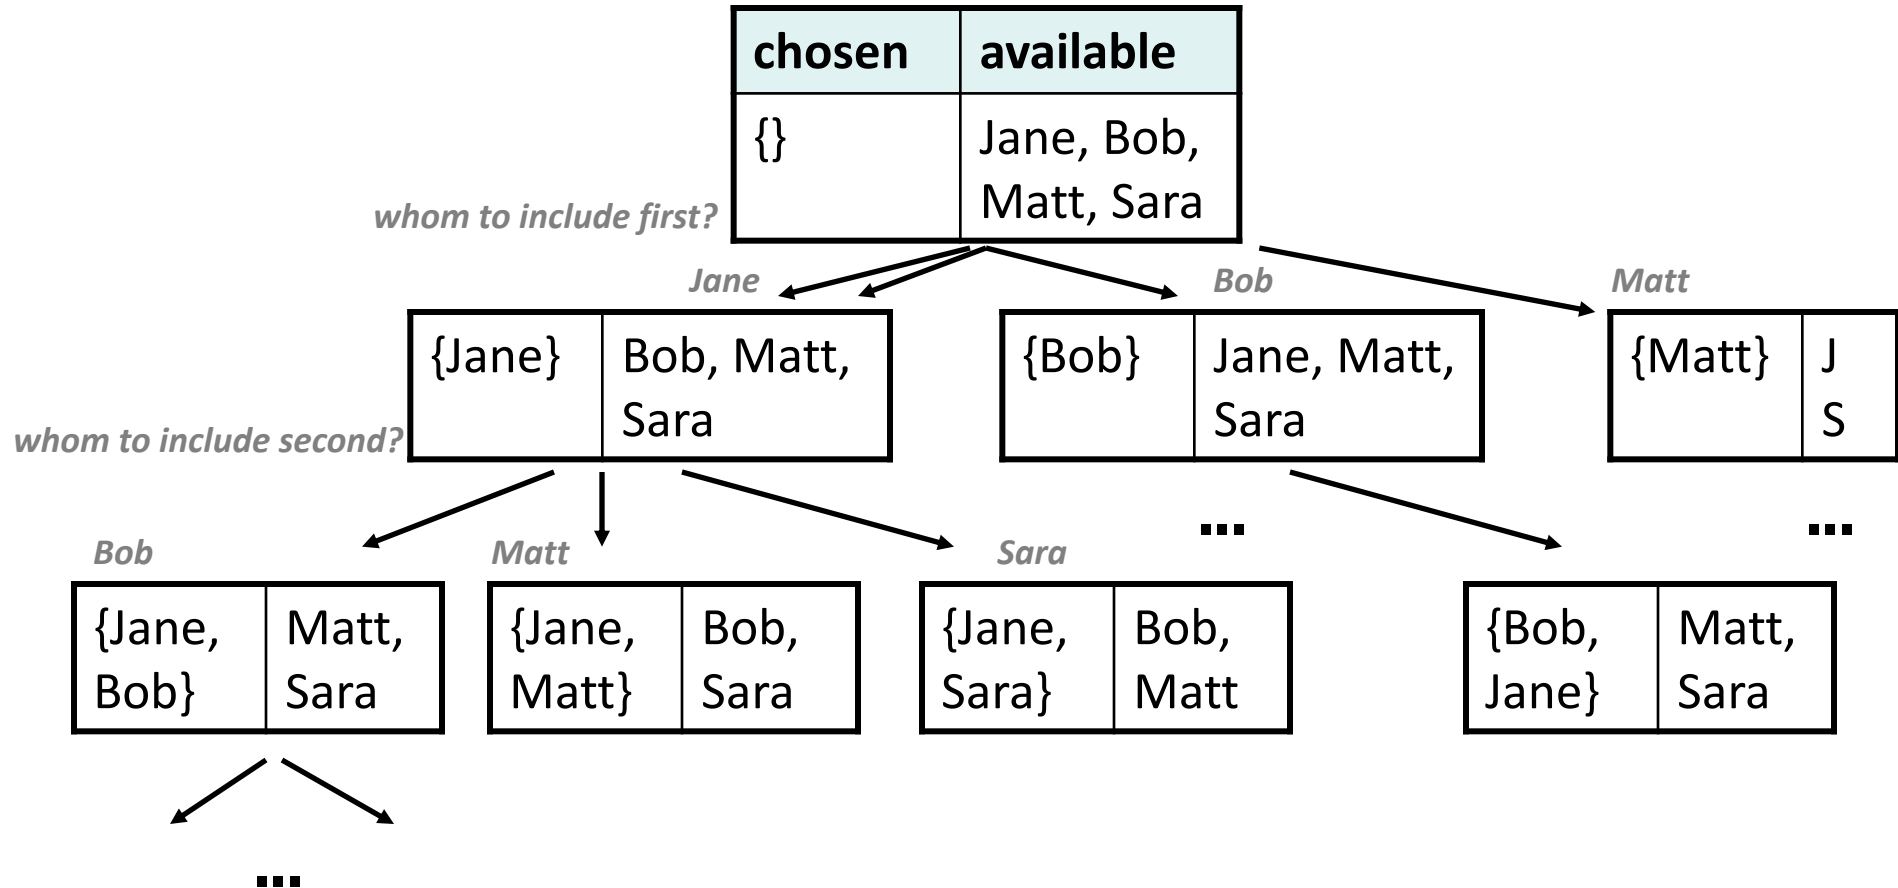 chosen available
{} Jane, Bob,
Matt, Sara
whom to include first?
Jane Bob Matt
{Jane} Bob, Matt, {Bob} Jane, Matt, {Matt} J
Sara Sara S
whom to include second?
... ...
Bob Matt Sara
{Jane, Matt, {Jane, Bob, {Jane, Bob, {Bob, Matt,
Bob} Sara Matt} Sara Sara} Matt Jane} Sara
...